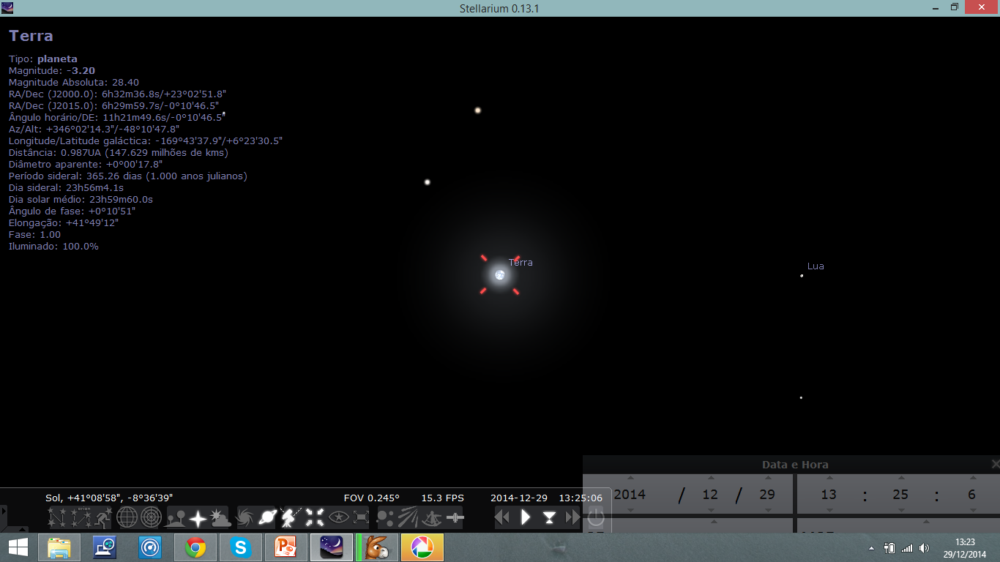 Stellarium 0.13.1
Terra
Tipo: planeta
Magnitude: -3.20
Magnitude Absoluta: 28.40
RA/Dec (J2000.0): 6h32m36.8s/+23°02'51.8"
RA/Dec (J2015.0): 6h29m59.7s/-0°10'46.5"
Ângulo horário/DE: 11h21m49.6s/-0°10'46.5"
Az/Alt: +346°02'14.3"/-48°10'47.8"
Longitude/Latitude galáctica: -169°43'37.9"/+6°23'30.5"
Distância: 0.987UA (147.629 milhões de kms)
Diâmetro aparente: +0°00'17.8"
Período sideral: 365.26 dias (1.000 anos julianos)
Dia sideral: 23h56m4.1s
Dia solar médio: 23h59m60.0s
Ângulo de fase: +0°10'51"
Elongação: +41°49'12"
Fase: 1.00
Iluminado: 100.0%
Terra
Lua
Data e Hora
2014 / 12 / 29 13 : 25 : 6
Sol, +41°08'58", -8°36'39" FOV 0.245° 15.3 FPS 2014-12-29 13:25:06
orion
13:23
29/12/2014